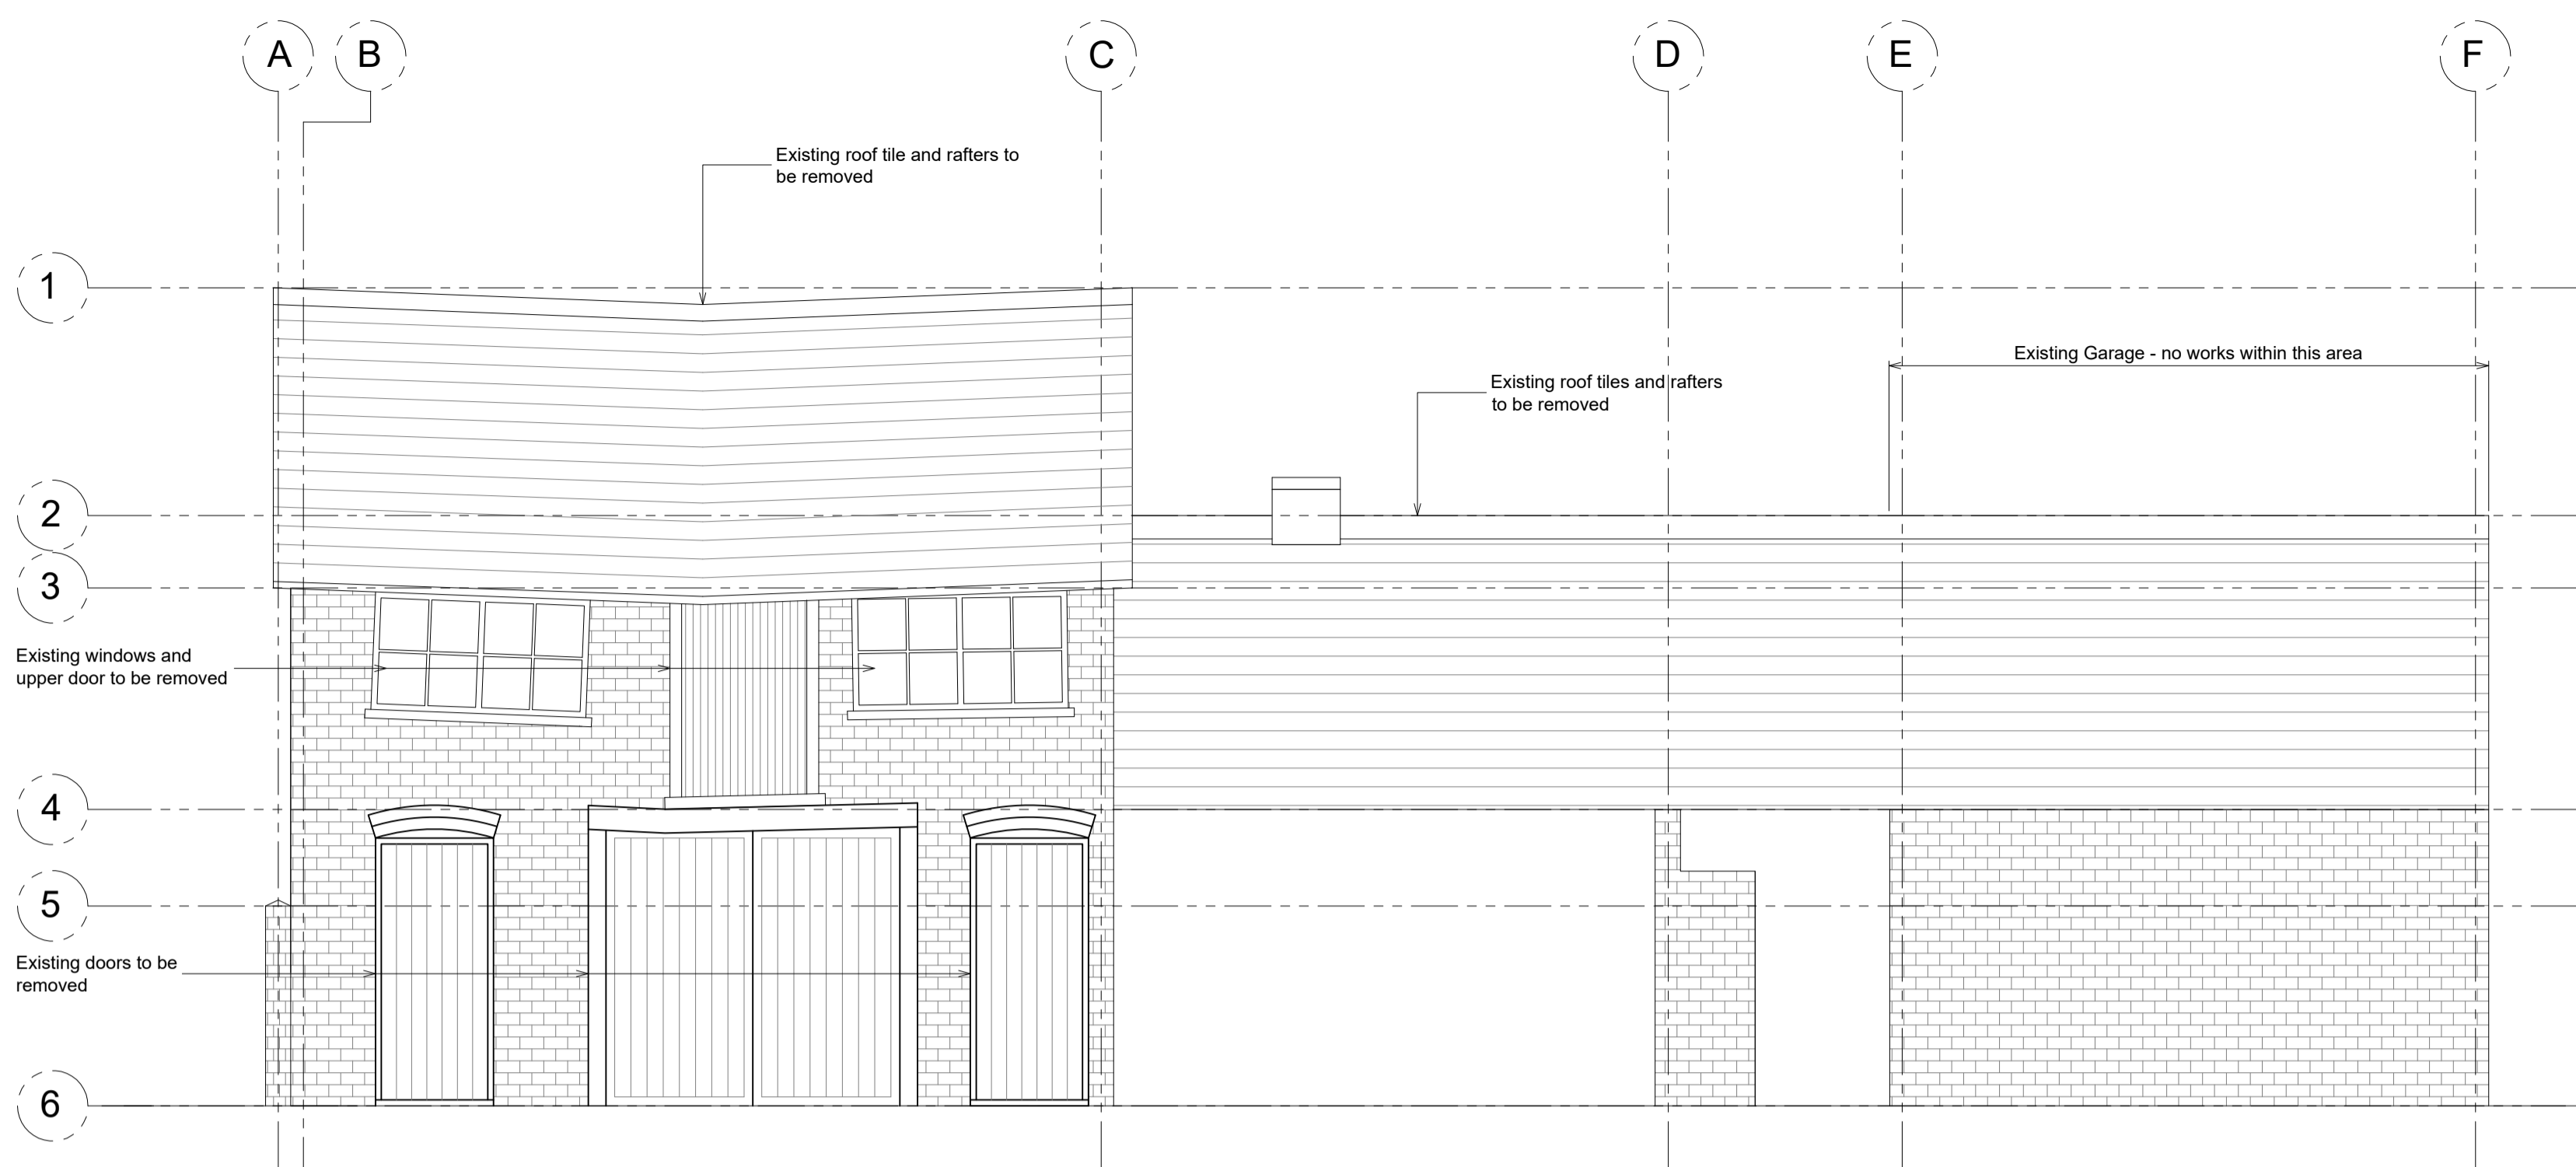 A
B
C
D
E
F
Existing roof tile and rafters to
be removed
1
Existing Garage - no works within this area
Existing roof tiles and rafters
to be removed
2
3
Existing windows and
upper door to be removed
4
5
Existing doors to be
removed
6